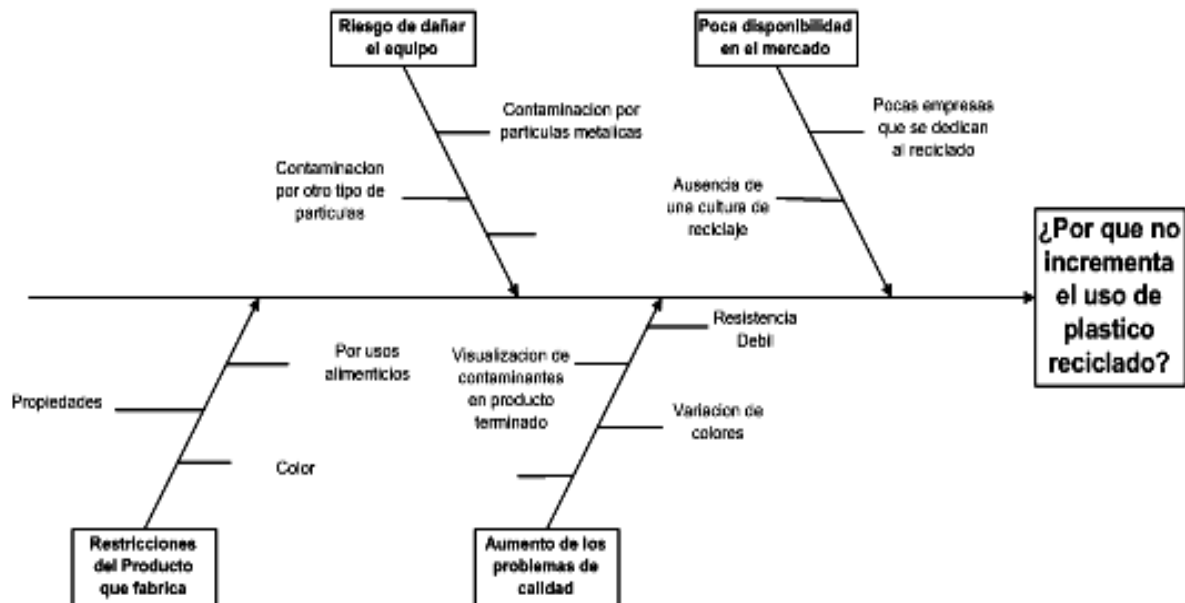 Riesgo de dañar
el equipo
Poca disponibilidad
en el mercado
Contaminacion por
particulas metalicas
Contaminacion
por otro tipo de
particulas
Pocas empresas
que se dedican
al reciclado
Ausencia de
una cultura de
reciclaje
¿Por que no
incrementa
el uso de
plastico
reciclado?
Por usos
alimenticios
Propiedades
Color
Resistencia
Debil
Visualizacion de
contaminantes
en producto
terminado
Variacion de
colores
Restricciones
del Producto
que fabrica
Aumento de los
problemas de
calidad